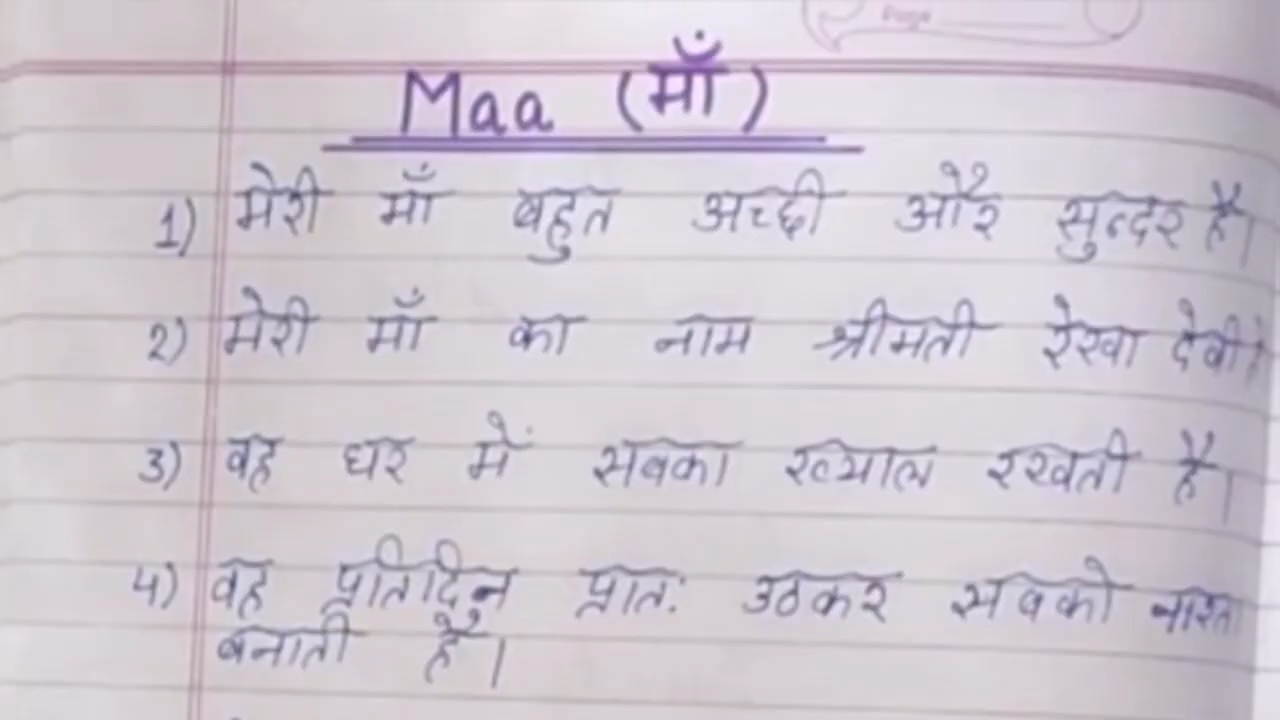 Page
Maa (माँ)
1) मेरी माँ बहुत अच्छी और सुन्दर है।
2) मेरी माँ का नाम श्रीमती रेखा देवी है
3) वह घर में सबका ख्याल रखती है।
4) वह प्रतिदिन प्रात: उठकर सबको नाश्ता
बनाती है।